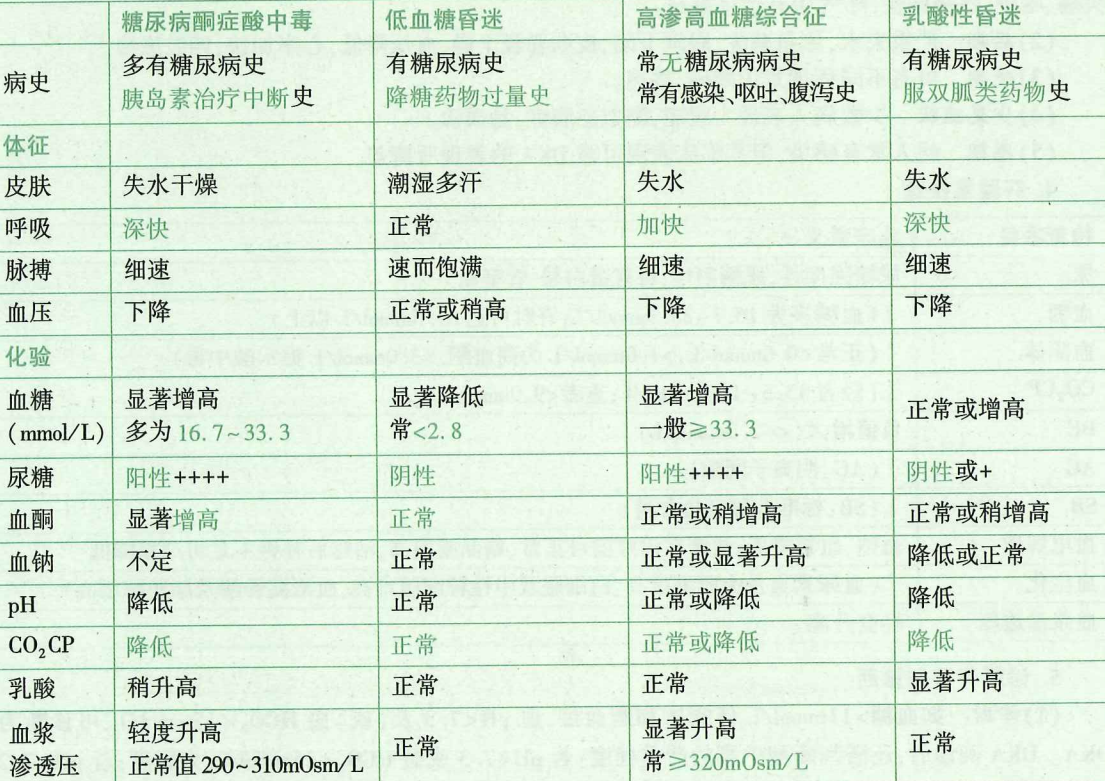 糖尿病酮症酸中毒 低血糖昏迷 高渗高血糖综合征 乳酸性昏迷
病史 多有糖尿病史 有糖尿病史 常无糖尿病病史 有糖尿病史
胰岛素治疗中断史 降糖药物过量史 常有感染、呕吐、腹泻史 服双胍类药物史
体征
皮肤 失水干燥 潮湿多汗 失水 失水
呼吸 深快 正常 加快 深快
脉搏 细速 速而饱满 细速 细速
血压 下降 正常或稍高 下降 下降
化验
血糖 显著增高 显著降低 显著增高 正常或增高
(mmol/L) 多为16.7~33.3 常<2.8 一般≥33.3
尿糖 阳性++++ 阴性 阳性++++ 阴性或+
血酮 显著增高 正常 正常或稍增高 正常或稍增高
血钠 不定 正常 正常或显著升高 降低或正常
pH 降低 正常 正常或降低 降低
CO₂CP 降低 正常 正常或降低 降低
乳酸 稍升高 正常 正常 显著升高
血浆 轻度升高 正常 显著升高 正常
渗透压 正常值290~310mOsm/L 常≥320mOsm/L